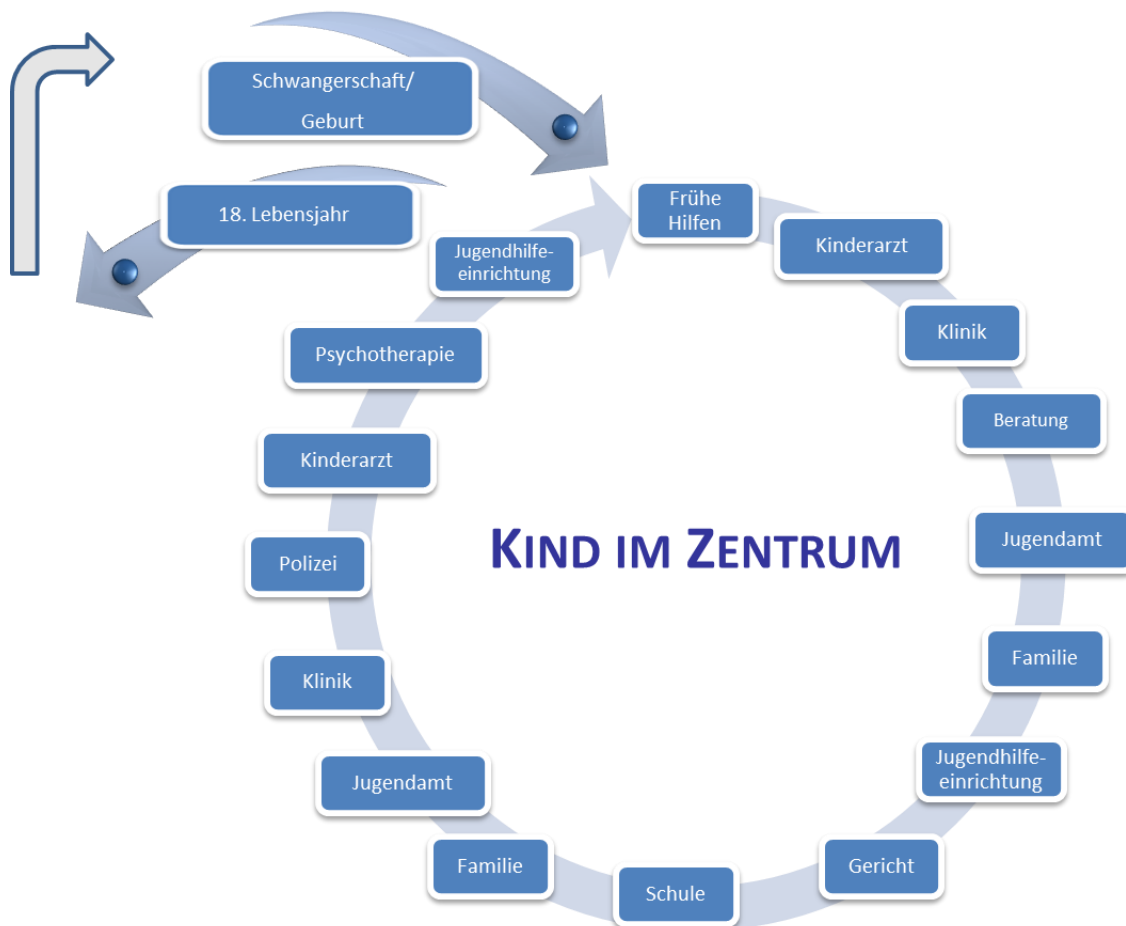 Schwangerschaft/
Geburt
18. Lebensjahr
Frühe
Hilfen
Kinderarzt
Klinik
Beratung
Jugendamt
Familie
Jugendhilfe-
einrichtung
Gericht
Schule
Familie
Jugendamt
Klinik
Polizei
Kinderarzt
Psychotherapie
Jugendhilfe-
einrichtung
KIND IM ZENTRUM